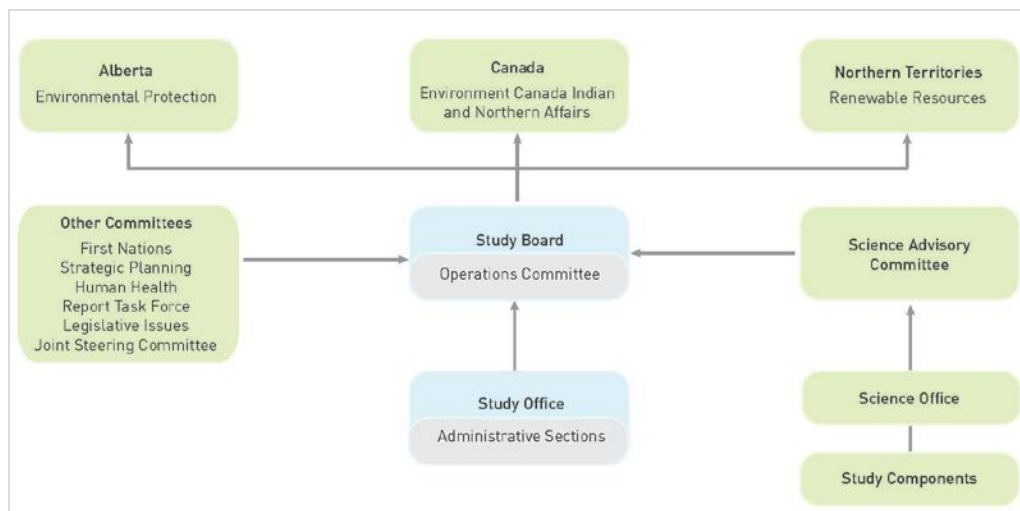 Alberta
Environmental Protection
Canada
Environment Canada Indian
and Northern Affairs
Northern Territories
Renewable Resources
Other Committees
First Nations
Strategic Planning
Human Health
Report Task Force
Legislative Issues
Joint Steering Committee
Study Board
Operations Committee
Science Advisory
Committee
Study Office
Administrative Sections
Science Office
Study Components